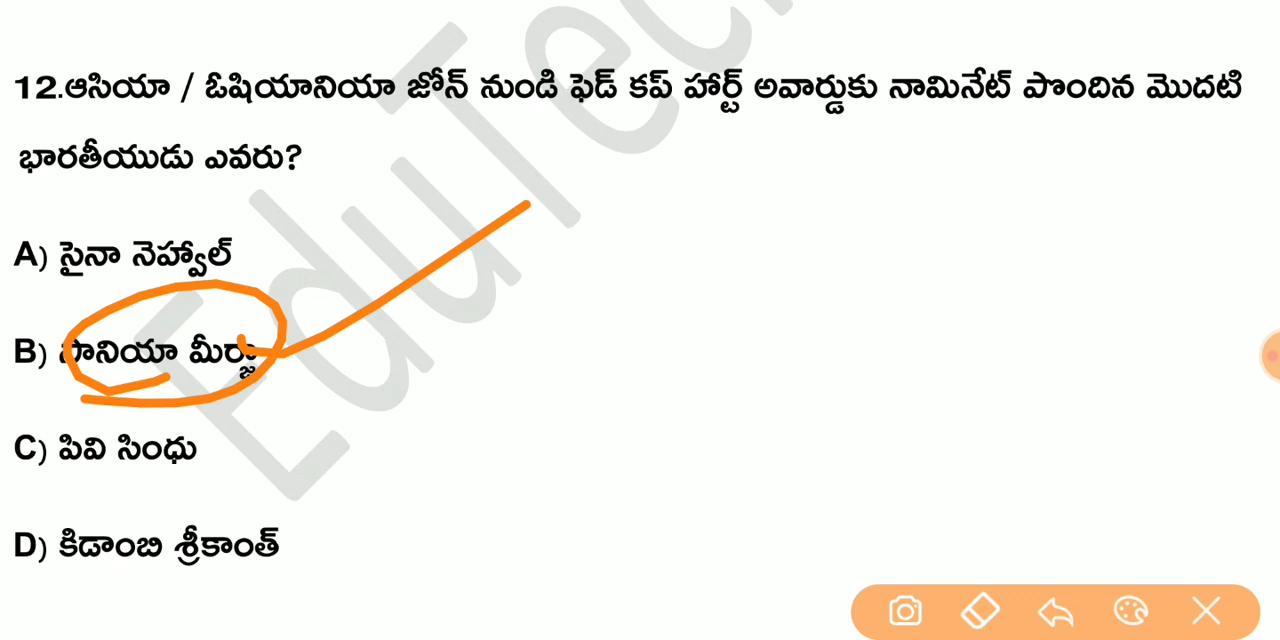 12.ఆసియా / ఓషియానియా జోన్ నుండి ఫెడ్ కప్ హార్ట్ అవార్డుకు నామినేట్ పొందిన మొదటి
భారతీయుడు ఎవరు?
A) సైనా నెహ్వాల్
B) సానియా మీర్జా
C) పివి సింధు
D) కిడాంబి శ్రీకాంత్